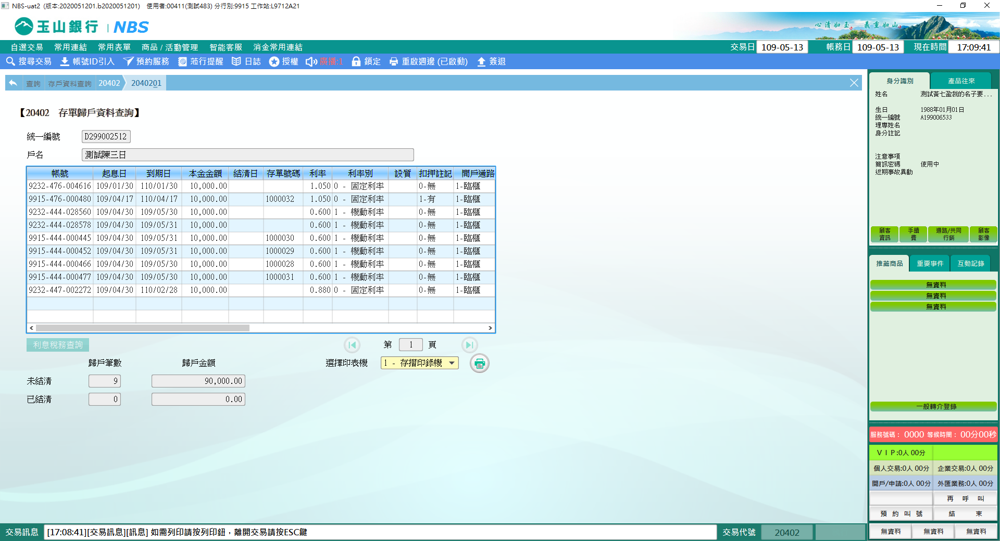 NBS-uat2 (版本:2020051201.b2020051201) 使用者:00411(測試483) 分行別:9915 工作站:L9712A21
玉山銀行 | NBS
心清如玉。義重如山。
自選交易 常用連結 常用表單 商品 / 活動管理 智能客服 消金常用連結 交易日 109-05-13 帳務日 109-05-13 現在時間 17:09:41
搜尋交易 帳號ID引入 預約服務 蒞行提醒 日誌 授權 廣播:1 鎖定 重啟週邊 (已啟動) 簽退
查詢 存戶資料查詢 20402 2040201
【20402 存單歸戶資料查詢】
統一編號 D299002512
戶名 測試陳三日
帳號 起息日 到期日 本金金額 結清日 存單號碼 利率 利率別 設質 扣押註記 開戶通路
9232-476-004616 109/01/30 110/01/30 10,000.00 1.050 0 - 固定利率 0-無 1-臨櫃
9915-476-000480 109/04/17 110/04/17 10,000.00 1000032 1.050 0 - 固定利率 1-有 1-臨櫃
9232-444-028560 109/04/30 109/05/30 10,000.00 0.600 1 - 機動利率 0-無 1-臨櫃
9232-444-028578 109/04/30 109/05/31 10,000.00 0.600 1 - 機動利率 0-無 1-臨櫃
9915-444-000445 109/04/30 109/05/31 10,000.00 1000030 0.600 1 - 機動利率 0-無 1-臨櫃
9915-444-000452 109/04/30 109/05/31 10,000.00 1000029 0.600 1 - 機動利率 0-無 1-臨櫃
9915-444-000466 109/04/30 109/05/30 10,000.00 1000028 0.600 1 - 機動利率 0-無 1-臨櫃
9915-444-000477 109/04/30 109/05/30 10,000.00 1000031 0.600 1 - 機動利率 0-無 1-臨櫃
9232-447-002272 109/04/30 110/02/28 10,000.00 0.880 0 - 固定利率 0-無 1-臨櫃
利息稅務查詢 第 1 頁
歸戶筆數 歸戶金額 選擇印表機 1 - 存摺印錄機
未結清 9 90,000.00
已結清 0 0.00
身分識別 產品往來
姓名 測試黃七盈我的名子要...
生日 1988年01月01日
統一編號 A199006533
理專姓名
身分註記
注意事項
簡訊密碼 使用中
近期事故異動
顧客資訊 手續費 通路/共同行銷 顧客影像
推薦商品 重要事件 互動記錄
無資料
無資料
無資料
一般轉介登錄
服務號碼: 0000 等候時間: 00分00秒
VIP:0人 00分
個人交易:0人 00分 企業交易:0人 00分
開戶/申請:0人 00分 外匯業務:0人 00分
再 呼 叫
預 約 叫 號 結 束
無資料 無資料 無資料
交易訊息 [17:08:41][交易訊息][訊息] 如需列印請按列印鈕，離開交易請按ESC鍵 交易代號 20402